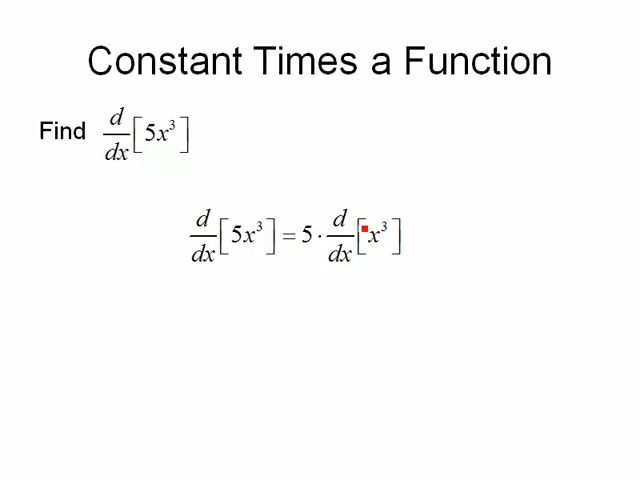 Constant Times a Function
Find d/dx[5x³]
d/dx[5x³] = 5 · d/dx[x³]